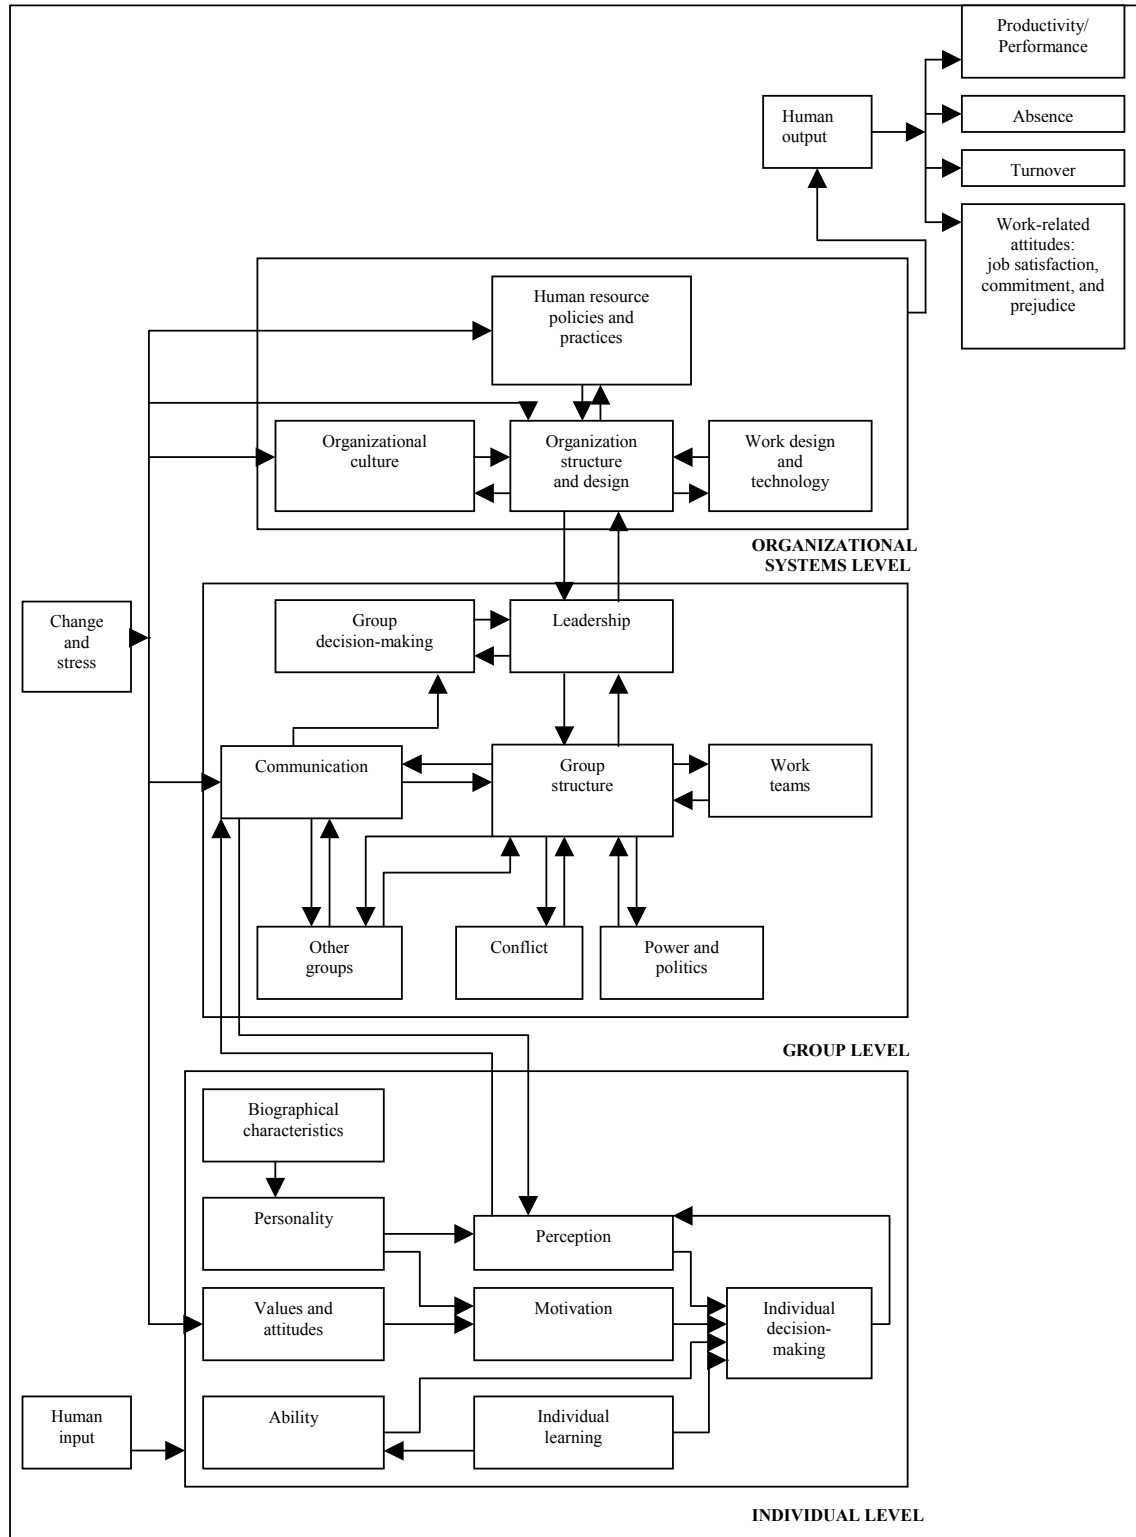 Productivity/
Performance
Human
output
Absence
Turnover
Work-related
attitudes:
job satisfaction,
commitment, and
prejudice
Human resource
policies and
practices
Organizational
culture
Organization
structure
and design
Work design
and
technology
ORGANIZATIONAL
SYSTEMS LEVEL
Change
and
stress
Group
decision-making
Leadership
Communication
Group
structure
Work
teams
Other
groups
Conflict
Power and
politics
GROUP LEVEL
Biographical
characteristics
Personality
Perception
Values and
attitudes
Motivation
Individual
decision-
making
Human
input
Ability
Individual
learning
INDIVIDUAL LEVEL